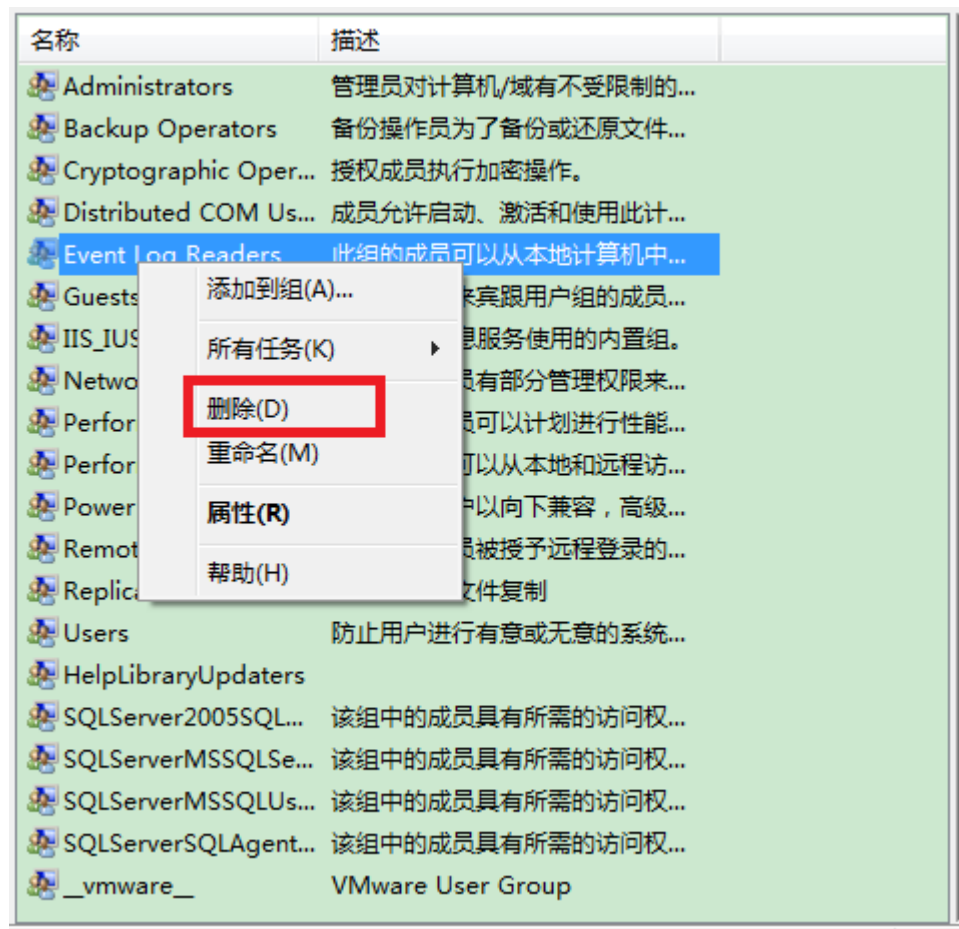 名称 描述
Administrators 管理员对计算机/域有不受限制的...
Backup Operators 备份操作员为了备份或还原文件...
Cryptographic Oper... 授权成员执行加密操作。
Distributed COM Us... 成员允许启动、激活和使用此计...
Event Log Readers 此组的成员可以从本地计算机中...
添加到组(A)...
Guests 来宾跟用户组的成员...
IIS_IUS 息服务使用的内置组。
所有任务(K)
Netwo 员有部分管理权限来...
删除(D)
Perfor 员可以计划进行性能...
重命名(M)
Perfor 可以从本地和远程访...
Power 户以向下兼容，高级...
属性(R)
Remot 员被授予远程登录的...
帮助(H)
Replica 文件复制
Users 防止用户进行有意或无意的系统...
HelpLibraryUpdaters
SQLServer2005SQL... 该组中的成员具有所需的访问权...
SQLServerMSSQLSe... 该组中的成员具有所需的访问权...
SQLServerMSSQLUs... 该组中的成员具有所需的访问权...
SQLServerSQLAgent... 该组中的成员具有所需的访问权...
__vmware__ VMware User Group